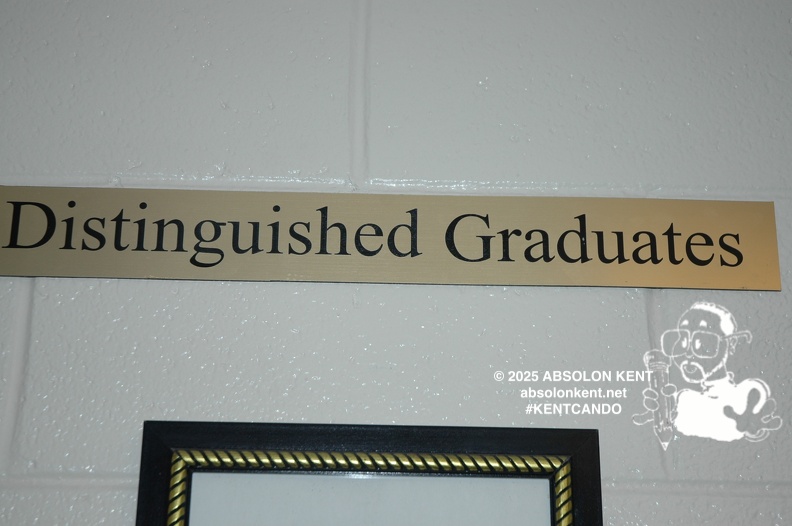 Distinguished Graduates
© 2025 ABSOLON KENT
absolonkent.net
#KENTCANDO